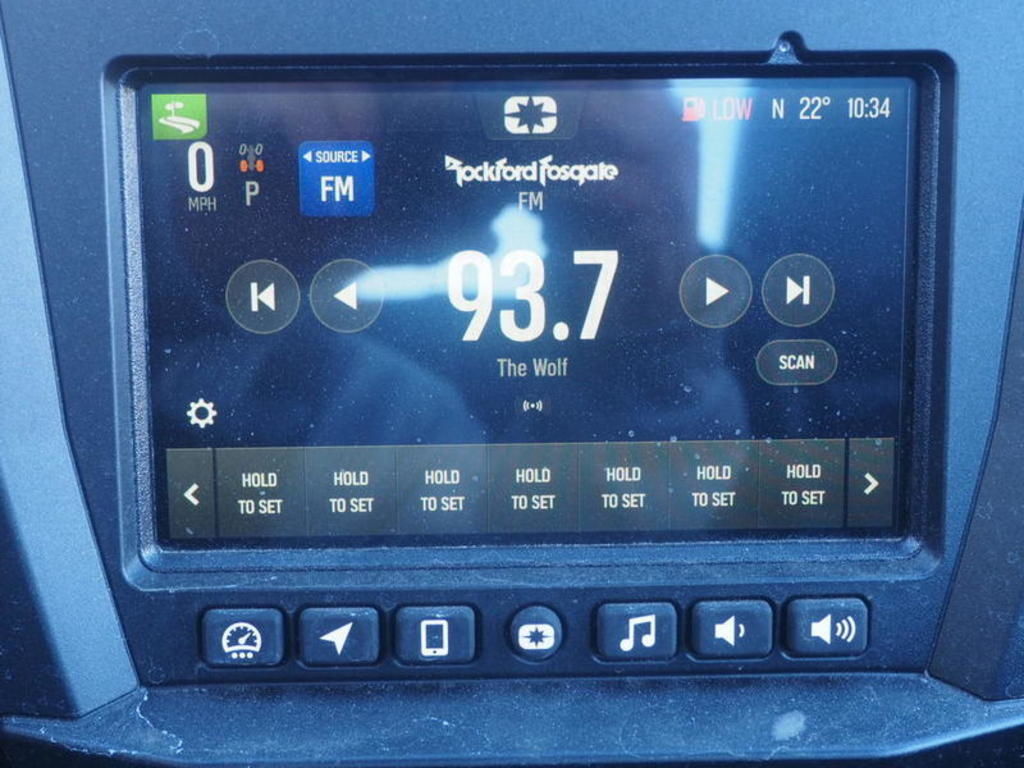 LOW N 22° 10:34
0
MPH
P
SOURCE
FM
Rockford Fosgate
FM
93.7
The Wolf
SCAN
HOLD TO SET
HOLD TO SET
HOLD TO SET
HOLD TO SET
HOLD TO SET
HOLD TO SET
HOLD TO SET